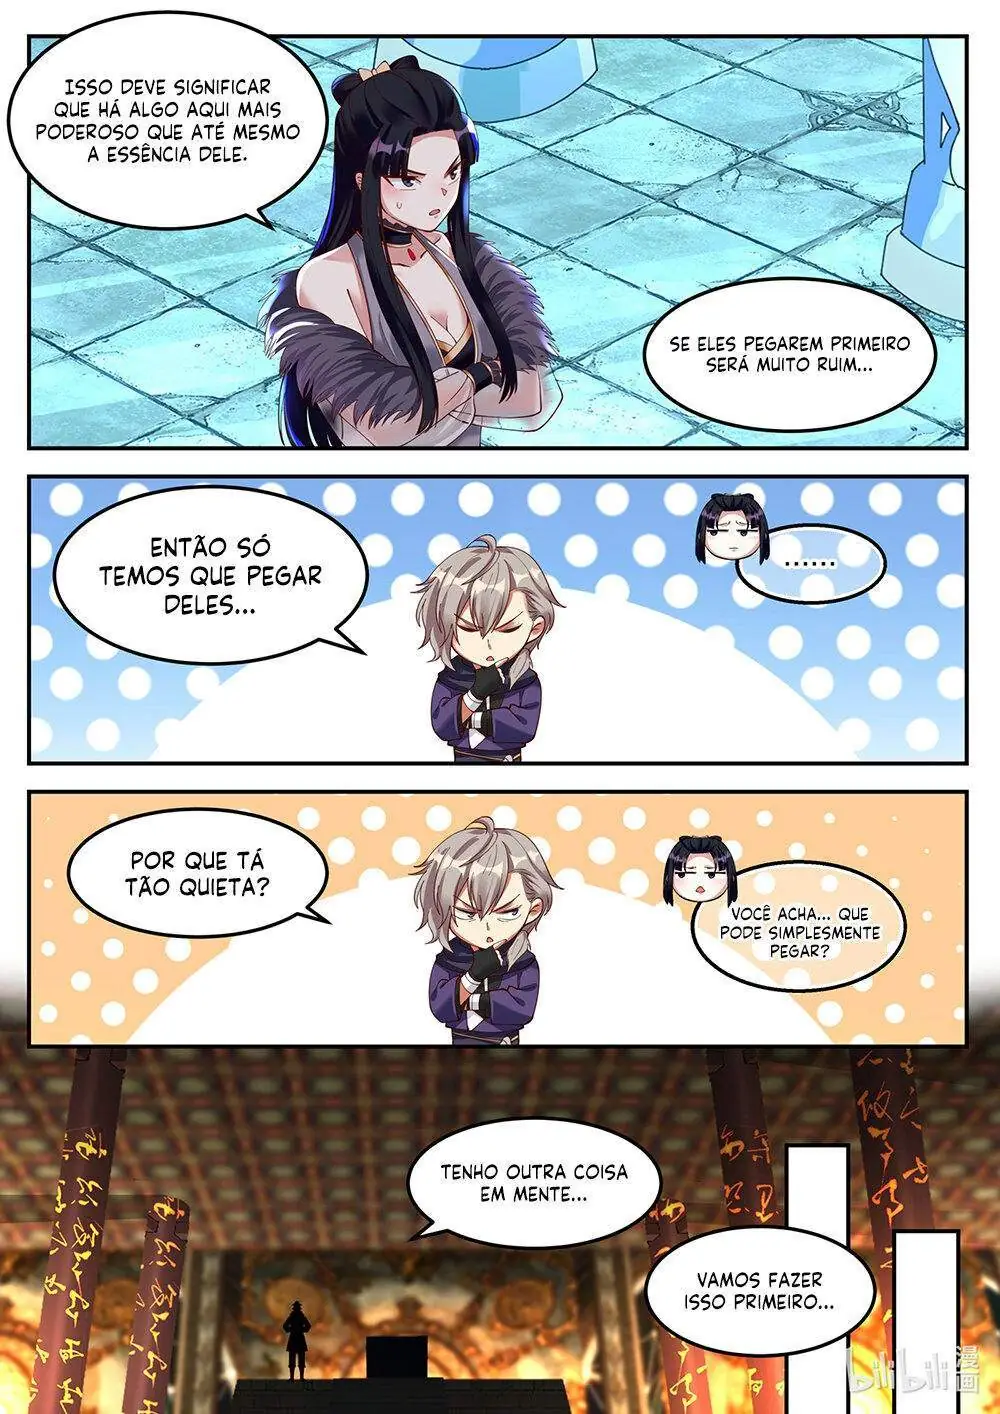 ISSO DEVE SIGNIFICAR
QUE HÁ ALGO AQUI MAIS
PODEROSO QUE ATÉ MESMO
A ESSÊNCIA DELE.
SE ELES PEGAREM PRIMEIRO
SERÁ MUITO RUIM...
ENTÃO SÓ
TEMOS QUE PEGAR
DELES...
......
POR QUE TÁ
TÃO QUIETA?
VOCÊ ACHA... QUE
PODE SIMPLESMENTE
PEGAR?
TENHO OUTRA COISA
EM MENTE...
VAMOS FAZER
ISSO PRIMEIRO...
bilibili 漫画